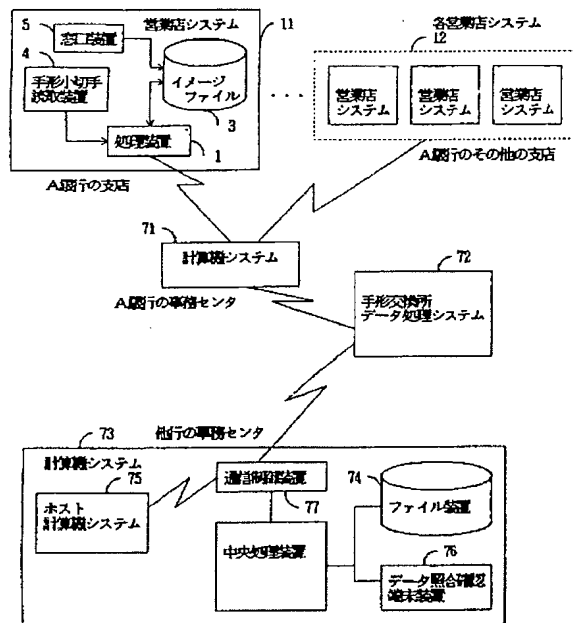 5
窓口装置
営業店システム
11
4
手形小切手
読取装置
イメージ
ファイル
3
処理装置
1
A銀行の支店
各営業店システム
12
営業店
システム
営業店
システム
営業店
システム
A銀行のその他の支店
71
計算機システム
A銀行の事務センタ
72
手形交換所
データ処理システム
73
他行の事務センタ
計算機システム
75
ホスト
計算機システム
通信制御装置
77
中央処理装置
74
ファイル装置
76
データ照合確認
端末装置